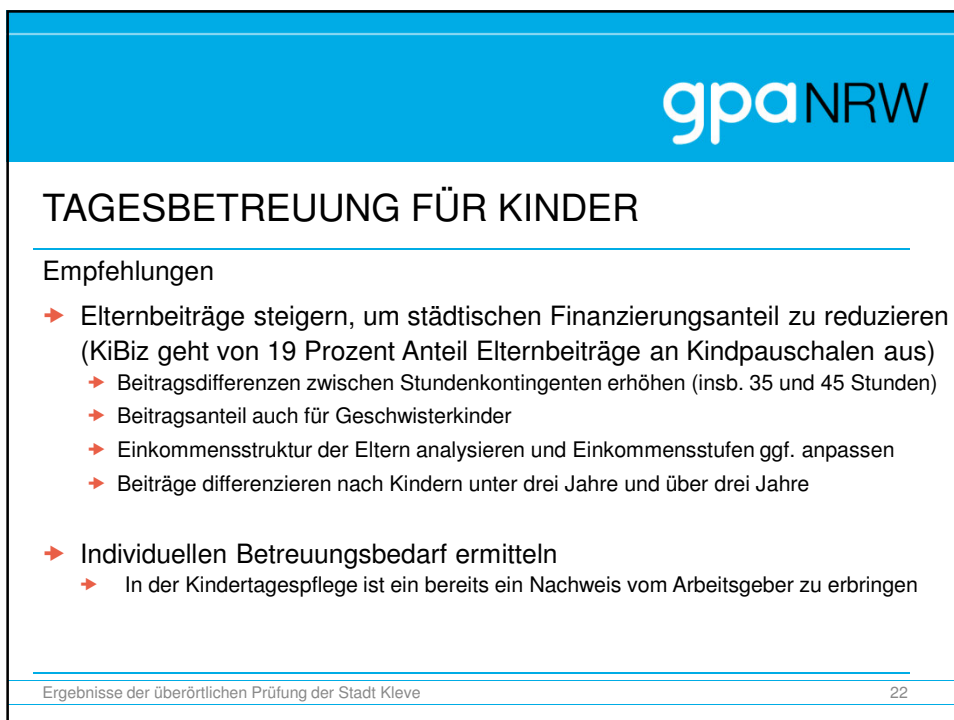 gpaNRW
TAGESBETREUUNG FÜR KINDER
Empfehlungen
Elternbeiträge steigern, um städtischen Finanzierungsanteil zu reduzieren
(KiBiz geht von 19 Prozent Anteil Elternbeiträge an Kindpauschalen aus)
Beitragsdifferenzen zwischen Stundenkontingenten erhöhen (insb. 35 und 45 Stunden)
Beitragsanteil auch für Geschwisterkinder
Einkommensstruktur der Eltern analysieren und Einkommensstufen ggf. anpassen
Beiträge differenzieren nach Kindern unter drei Jahre und über drei Jahre
Individuellen Betreuungsbedarf ermitteln
In der Kindertagespflege ist ein bereits ein Nachweis vom Arbeitsgeber zu erbringen
Ergebnisse der überörtlichen Prüfung der Stadt Kleve 22